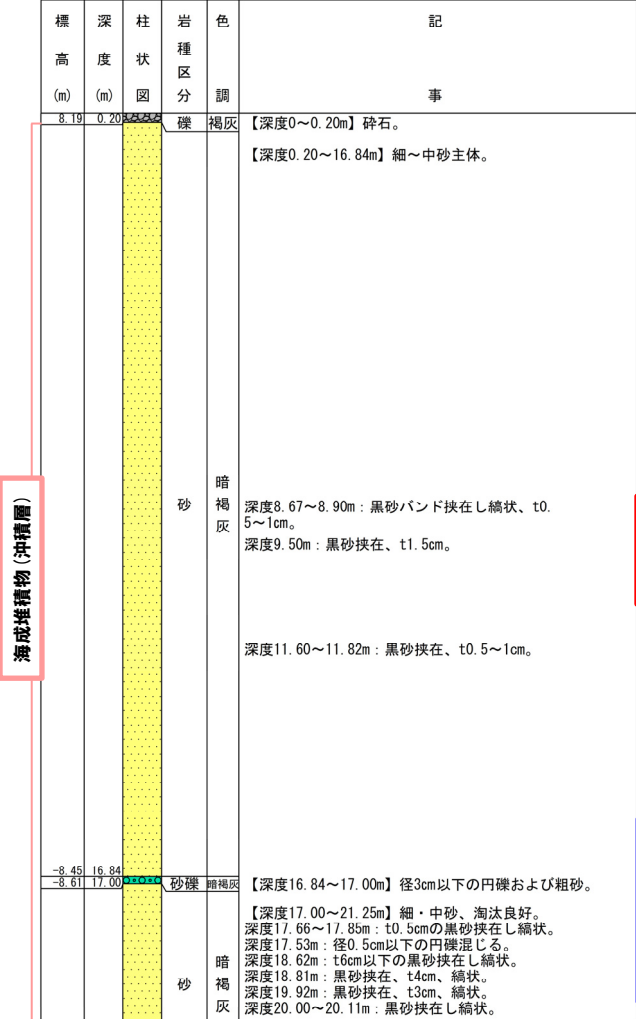 標高(m) 深度(m) 柱状図 岩種区分 色調 記事
8.19 0.20 礫 褐灰 【深度0～0.20m】砕石。
【深度0.20～16.84m】細～中砂主体。
海成堆積物(沖積層)
砂 暗褐灰
深度8.67～8.90m：黒砂バンド挟在し縞状、t0.
5～1cm。
深度9.50m：黒砂挟在、t1.5cm。
深度11.60～11.82m：黒砂挟在、t0.5～1cm。
-8.45 16.84
-8.61 17.00 砂礫 暗褐灰 【深度16.84～17.00m】径3cm以下の円礫および粗砂。
【深度17.00～21.25m】細・中砂、淘汰良好。
深度17.66～17.85m：t0.5cmの黒砂挟在し縞状。
深度17.53m：径0.5cm以下の円礫混じる。
砂 暗褐灰
深度18.62m：t6cm以下の黒砂挟在し縞状。
深度18.81m：黒砂挟在、t4cm、縞状。
深度19.92m：黒砂挟在、t3cm、縞状。
深度20.00～20.11m：黒砂挟在し縞状。